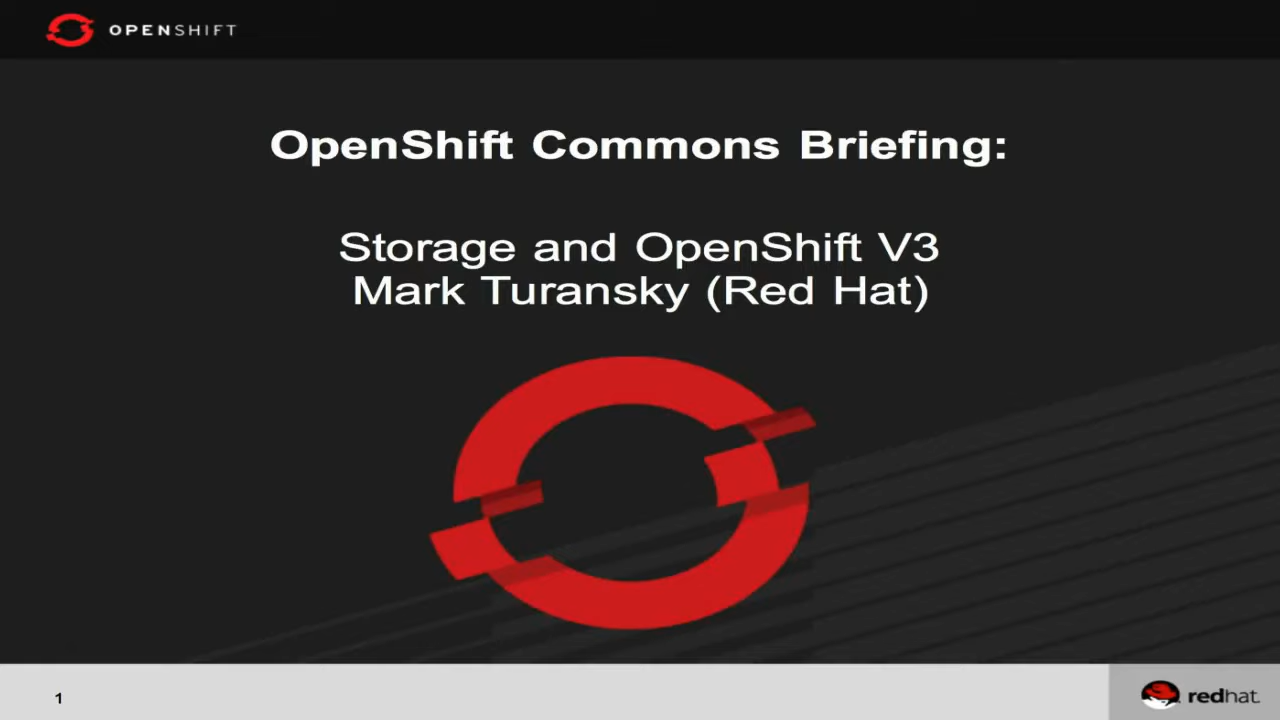 OPENSHIFT
OpenShift Commons Briefing:
Storage and OpenShift V3
Mark Turansky (Red Hat)
1
redhat.